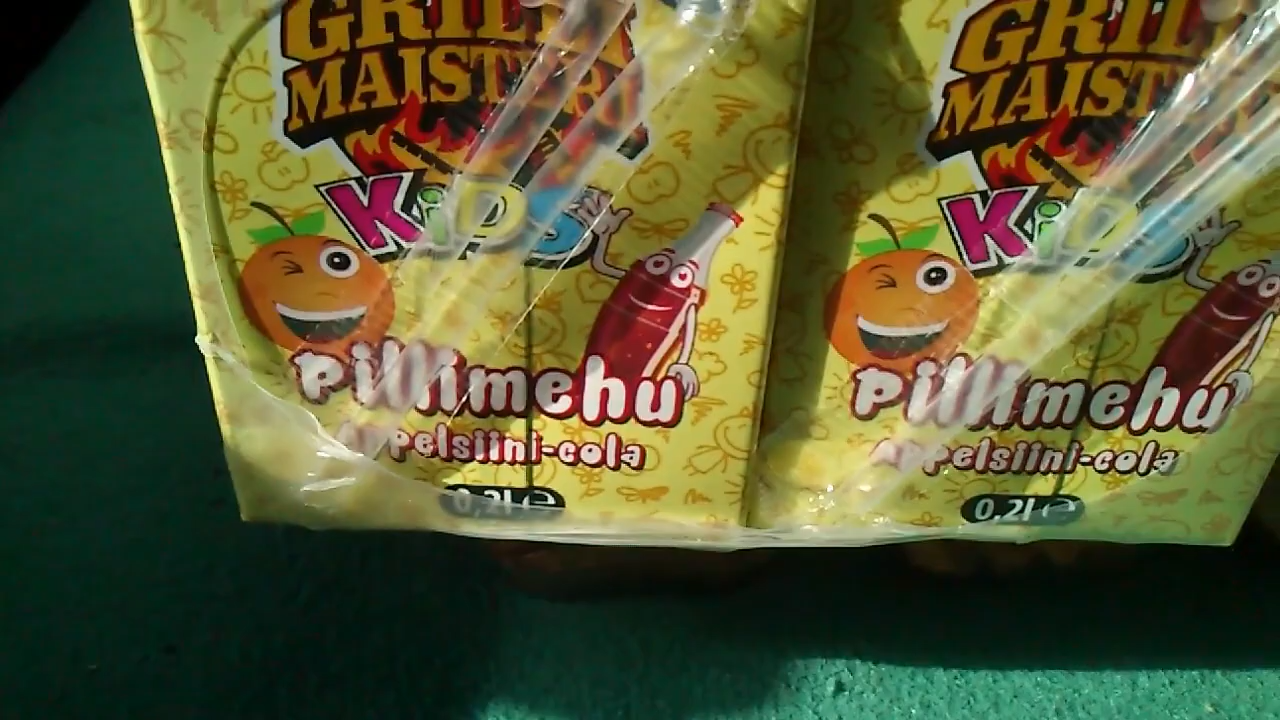 GRILLI
MAISTERI
KiDS
Pillimehu
Appelsiini-cola
0,2l e
GRILLI
MAISTERI
KiDS
Pillimehu
Appelsiini-cola
0,2l e